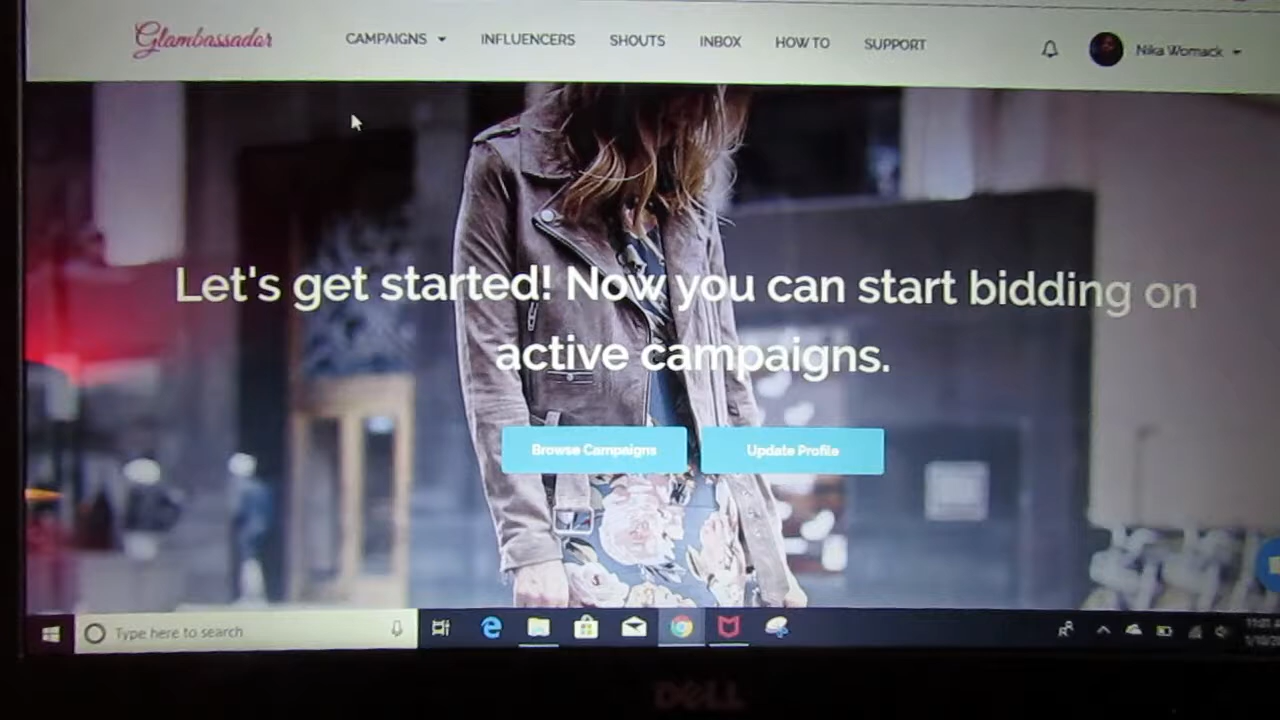 Glambassador
CAMPAIGNS
INFLUENCERS
SHOUTS
INBOX
HOW TO
SUPPORT
Nika Womack
Let's get started! Now you can start bidding on
active campaigns.
Browse Campaigns
Update Profile
Type here to search
DELL